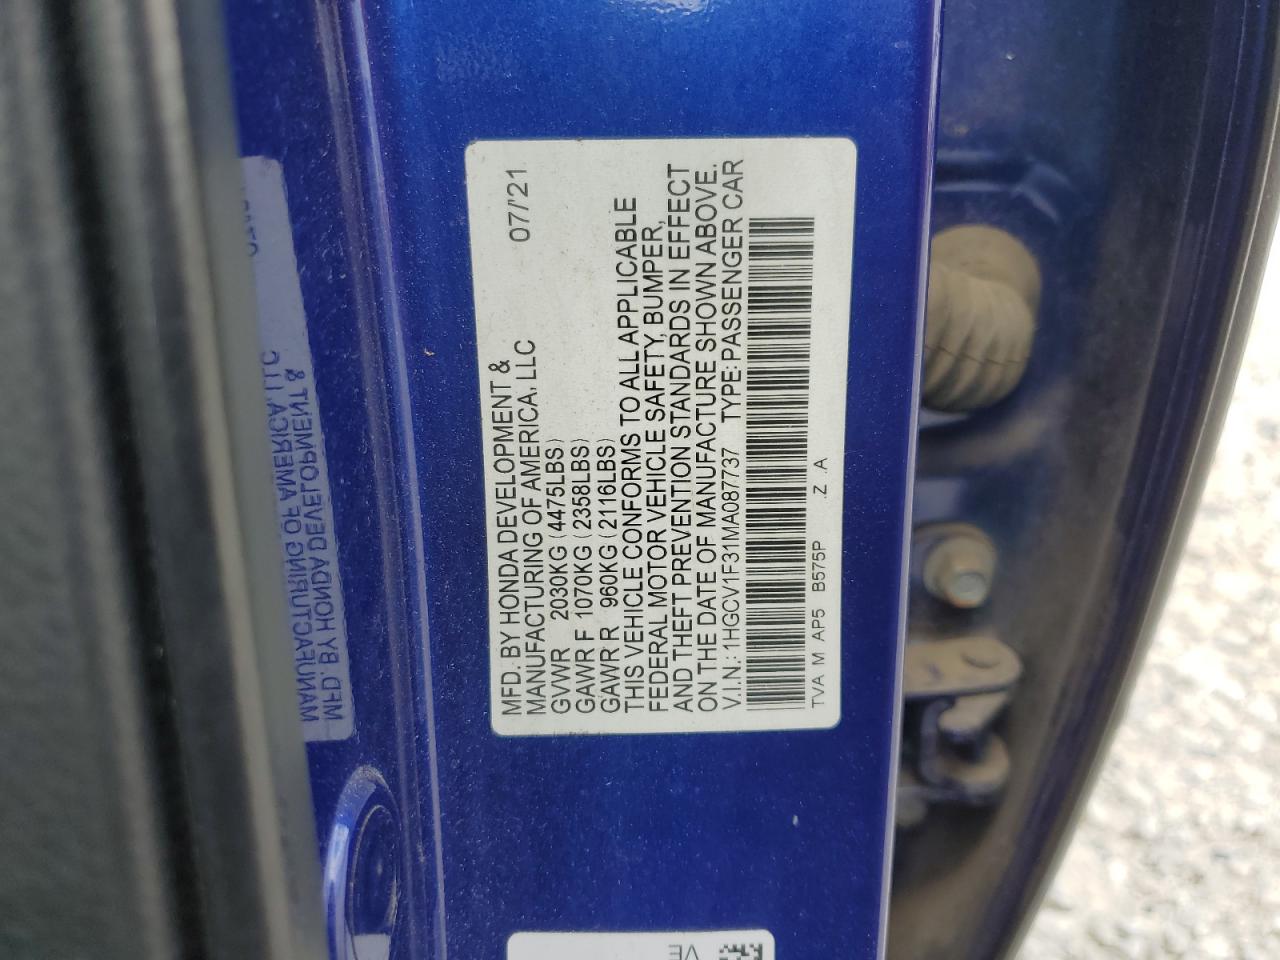 MFD. BY HONDA DEVELOPMENT & 07/'21
MANUFACTURING OF AMERICA, LLC
GVWR 2030KG (4475LBS)
GAWR F 1070KG (2358LBS)
GAWR R 960KG (2116LBS)
THIS VEHICLE CONFORMS TO ALL APPLICABLE
FEDERAL MOTOR VEHICLE SAFETY, BUMPER,
AND THEFT PREVENTION STANDARDS IN EFFECT
ON THE DATE OF MANUFACTURE SHOWN ABOVE.
V.I.N.: 1HGCV1F31MA087737 TYPE: PASSENGER CAR
TVA M AP5 B575P .Z .A
MFD. BY HONDA DEVELOPMENT &
MANUFACTURING OF AMERICA, LLC
VE